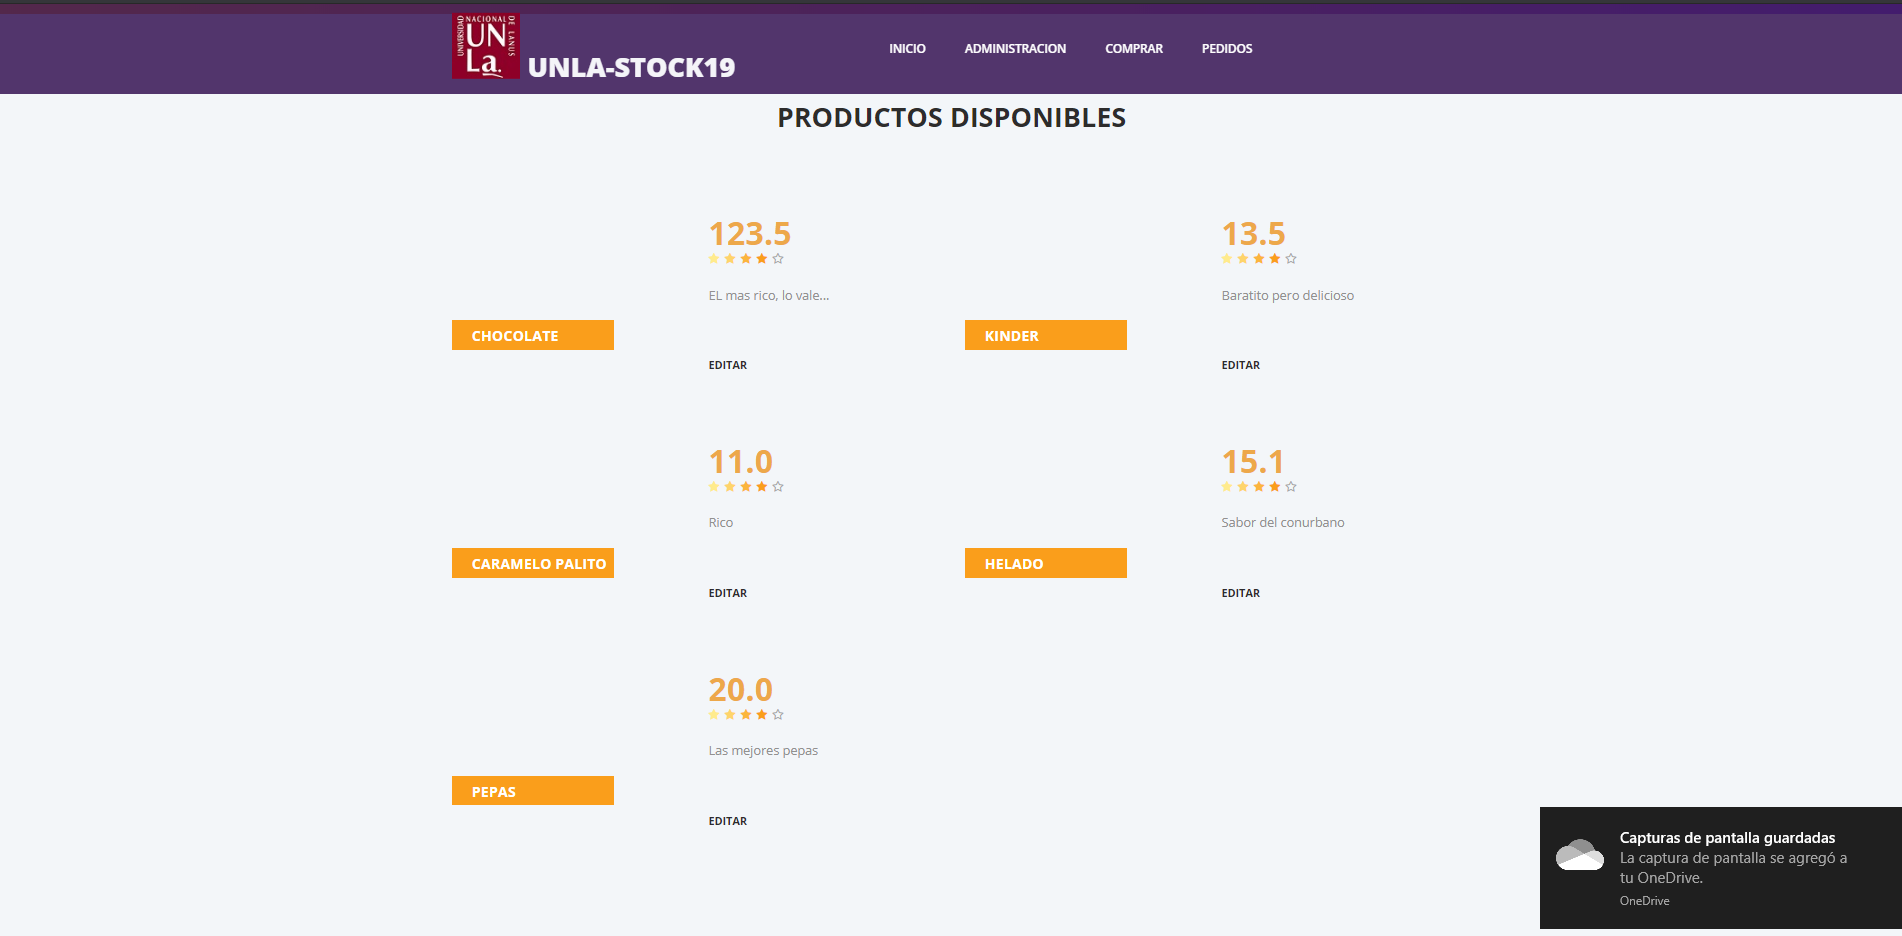 UNIVERSIDAD
NACIONAL
DE LANUS
UN
La.
UNLA-STOCK19
INICIO
ADMINISTRACION
COMPRAR
PEDIDOS
PRODUCTOS DISPONIBLES
123.5
EL mas rico, lo vale...
CHOCOLATE
EDITAR
13.5
Baratito pero delicioso
KINDER
EDITAR
11.0
Rico
CARAMELO PALITO
EDITAR
15.1
Sabor del conurbano
HELADO
EDITAR
20.0
Las mejores pepas
PEPAS
EDITAR
Capturas de pantalla guardadas
La captura de pantalla se agregó a
tu OneDrive.
OneDrive